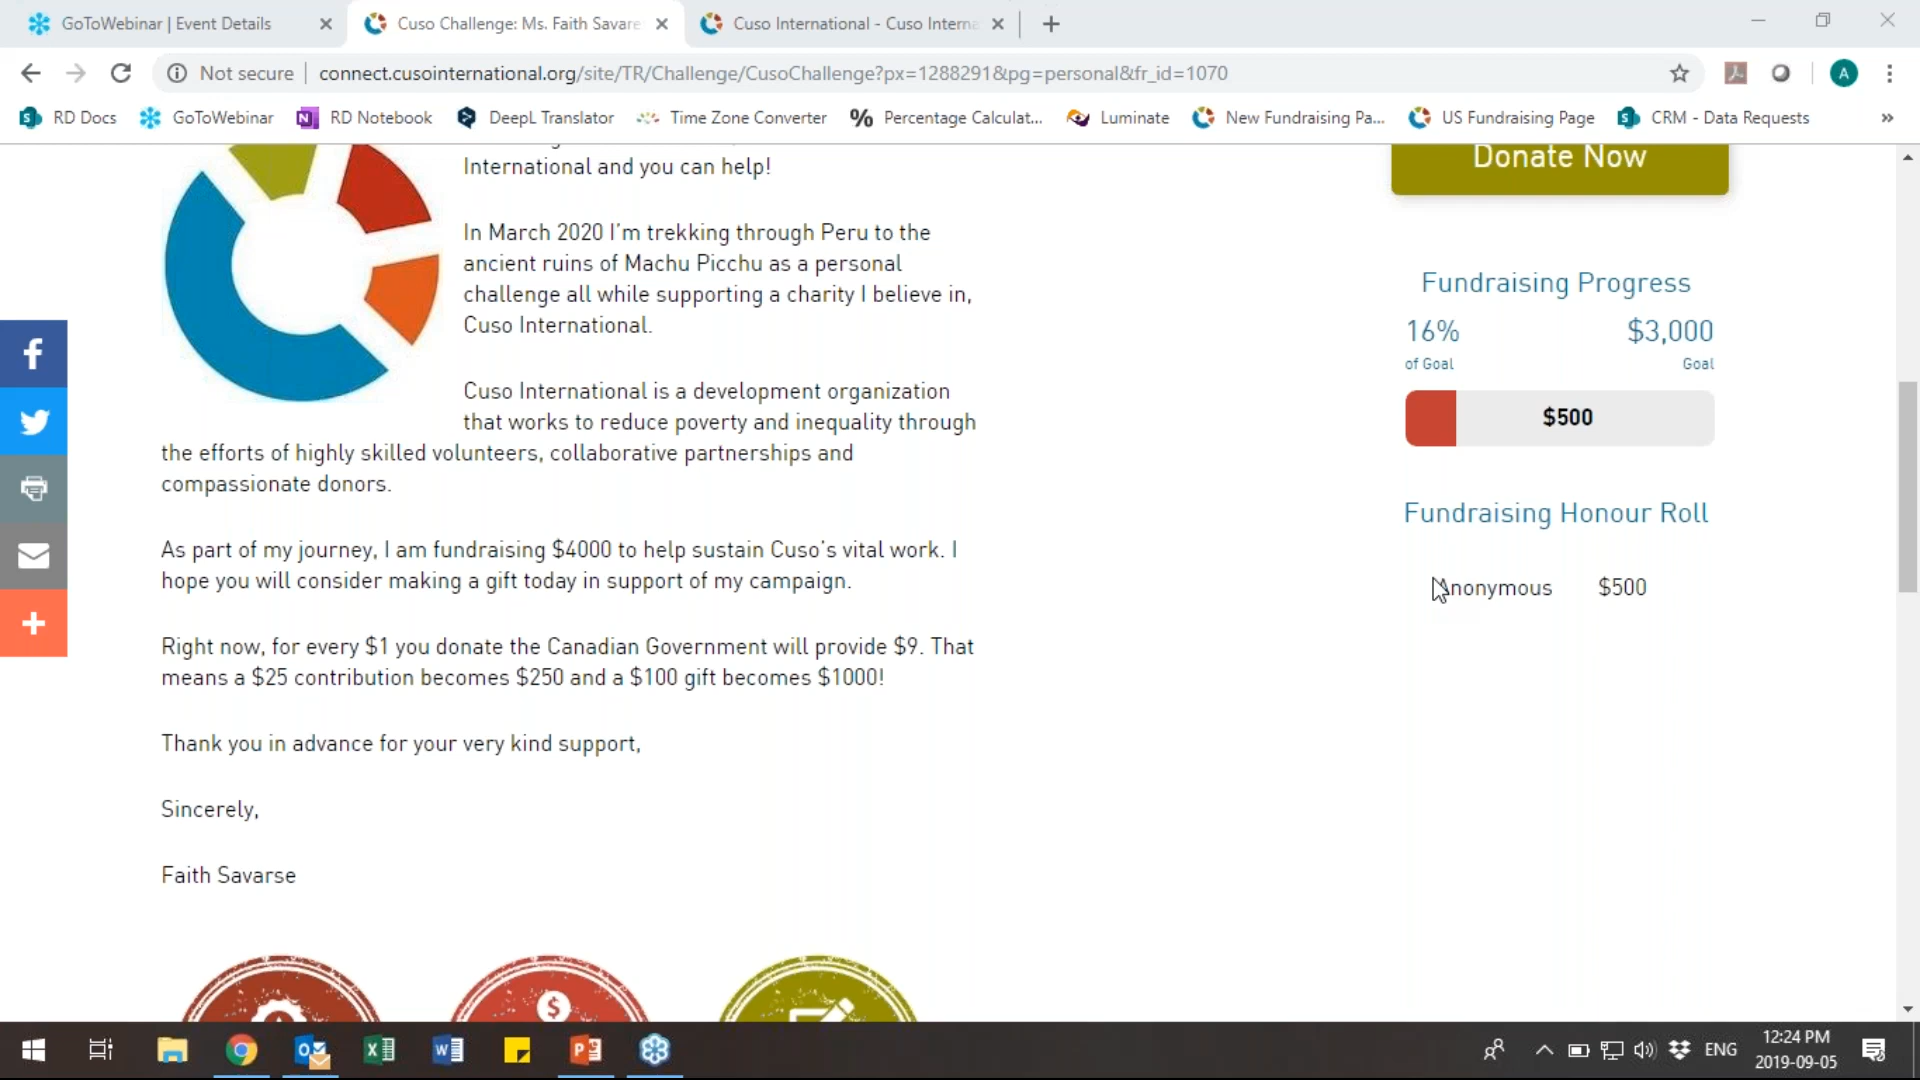 GoToWebinar | Event Details
Cuso Challenge: Ms. Faith Savare
Cuso International - Cuso Interna
Not secure
connect.cusointernational.org/site/TR/Challenge/CusoChallenge?px=1288291&pg=personal&fr_id=1070
A
RD Docs
GoToWebinar
RD Notebook
DeepL Translator
Time Zone Converter
Percentage Calculat...
Luminate
New Fundraising Pa...
US Fundraising Page
CRM - Data Requests
International and you can help!
In March 2020 I'm trekking through Peru to the
ancient ruins of Machu Picchu as a personal
challenge all while supporting a charity I believe in,
Cuso International.
Cuso International is a development organization
that works to reduce poverty and inequality through
the efforts of highly skilled volunteers, collaborative partnerships and
compassionate donors.
As part of my journey, I am fundraising $4000 to help sustain Cuso's vital work. I
hope you will consider making a gift today in support of my campaign.
Right now, for every $1 you donate the Canadian Government will provide $9. That
means a $25 contribution becomes $250 and a $100 gift becomes $1000!
Thank you in advance for your very kind support,
Sincerely,
Faith Savarse
Donate Now
Fundraising Progress
16%
$3,000
of Goal
Goal
$500
Fundraising Honour Roll
Anonymous $500
ENG
12:24 PM
2019-09-05